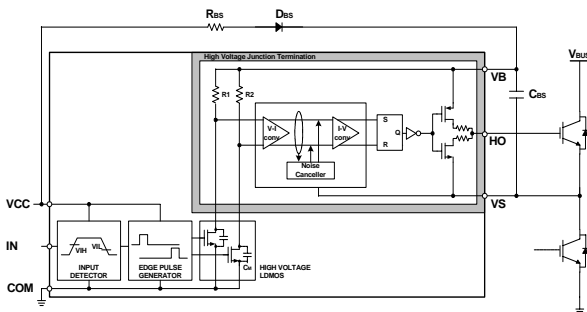 RBS
DBS
High Voltage Junction Termination
VBUS
VB
R1
R2
CBS
V-I
conv
I-V
conv
S
R
Q
HO
Noise
Canceller
VCC
VS
IN
VIH
VIL
INPUT
DETECTOR
EDGE PULSE
GENERATOR
CM
HIGH VOLTAGE
LDMOS
COM